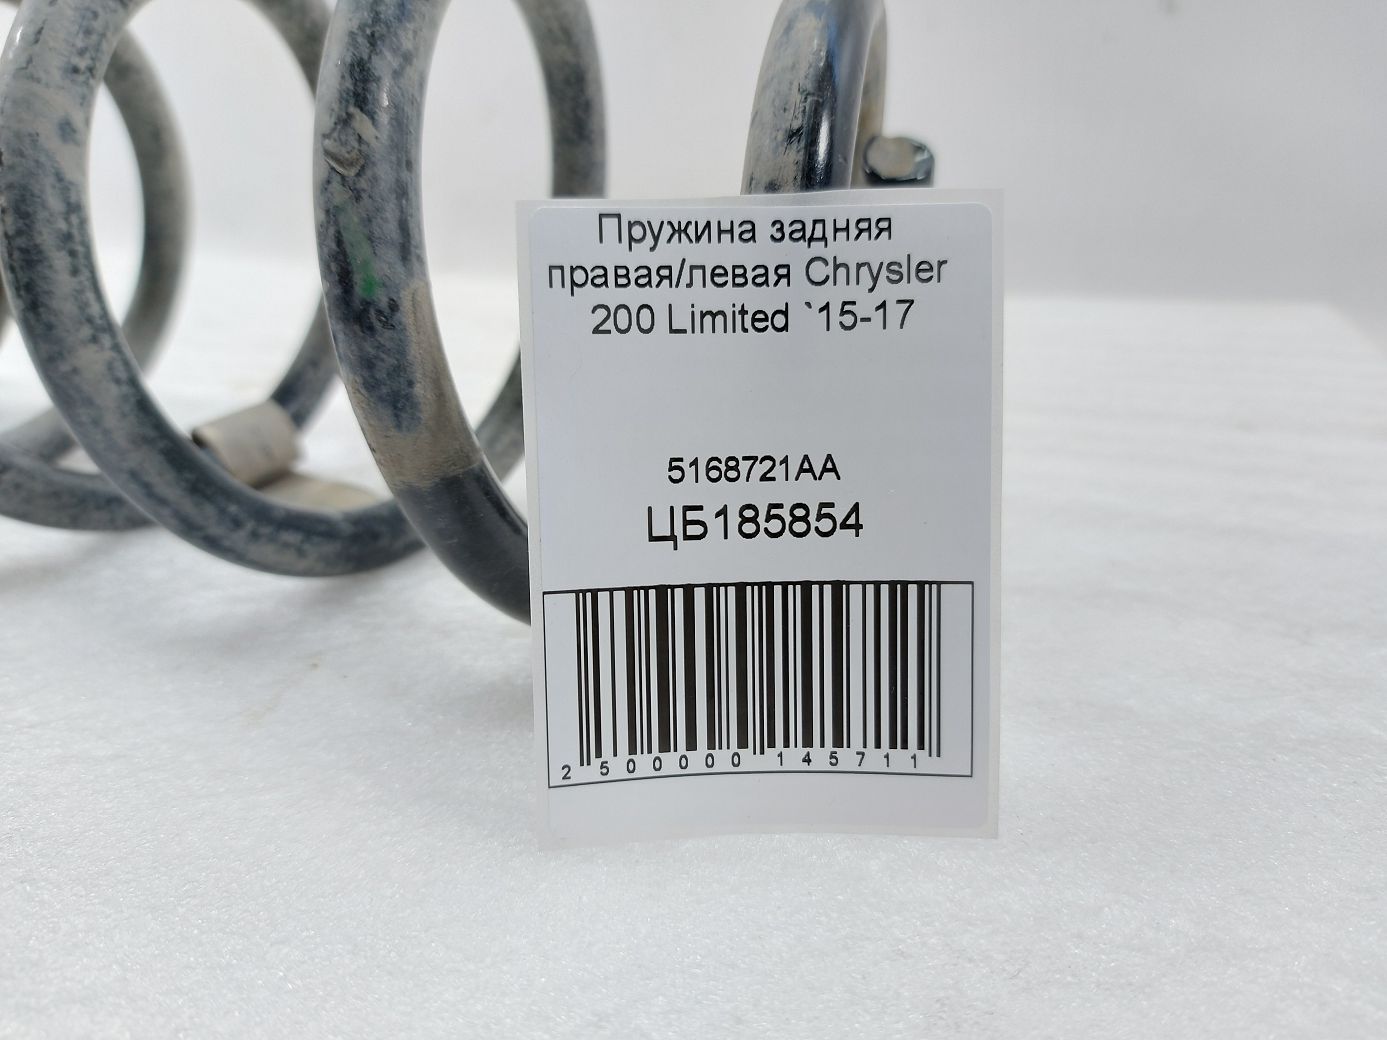 Пружина задняя
правая/левая Chrysler
200 Limited `15-17
5168721AA
ЦБ185854
2 500000 145711